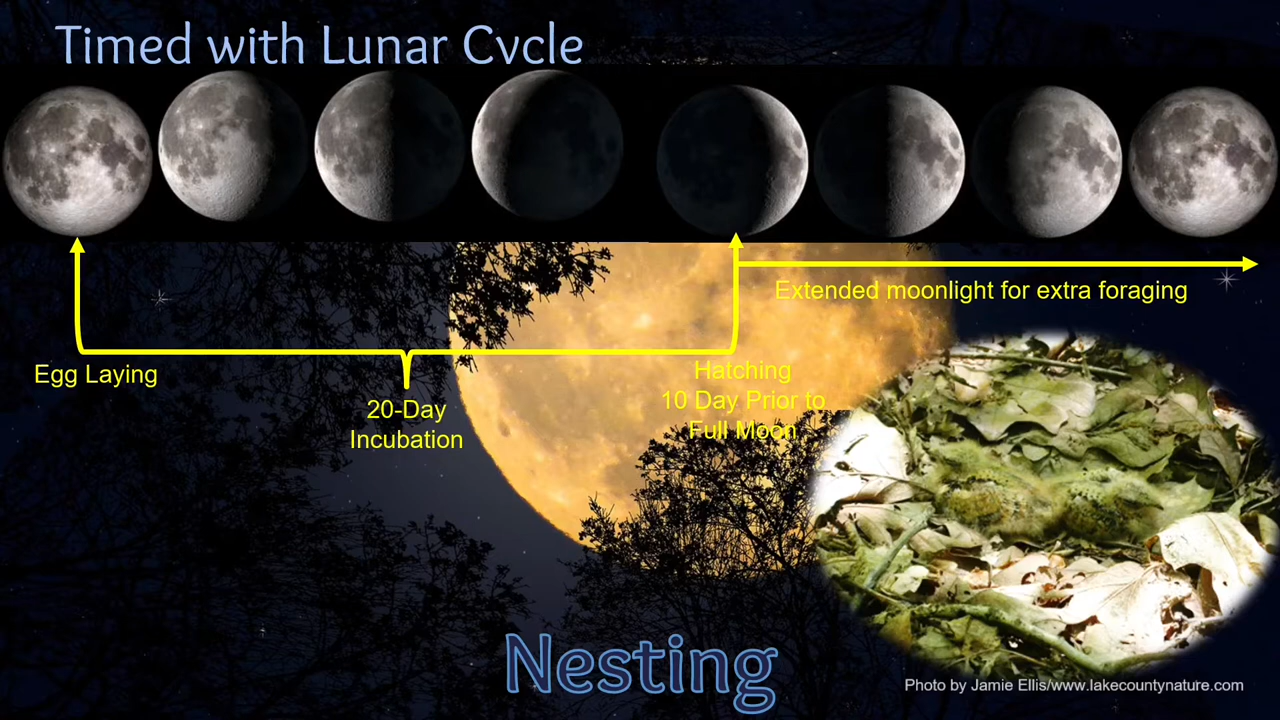 Timed with Lunar Cycle
Extended moonlight for extra foraging
Egg Laying
20-Day
Incubation
Hatching
10 Day Prior to
Full Moon
Nesting
Photo by Jamie Ellis/www.lakecountynature.com